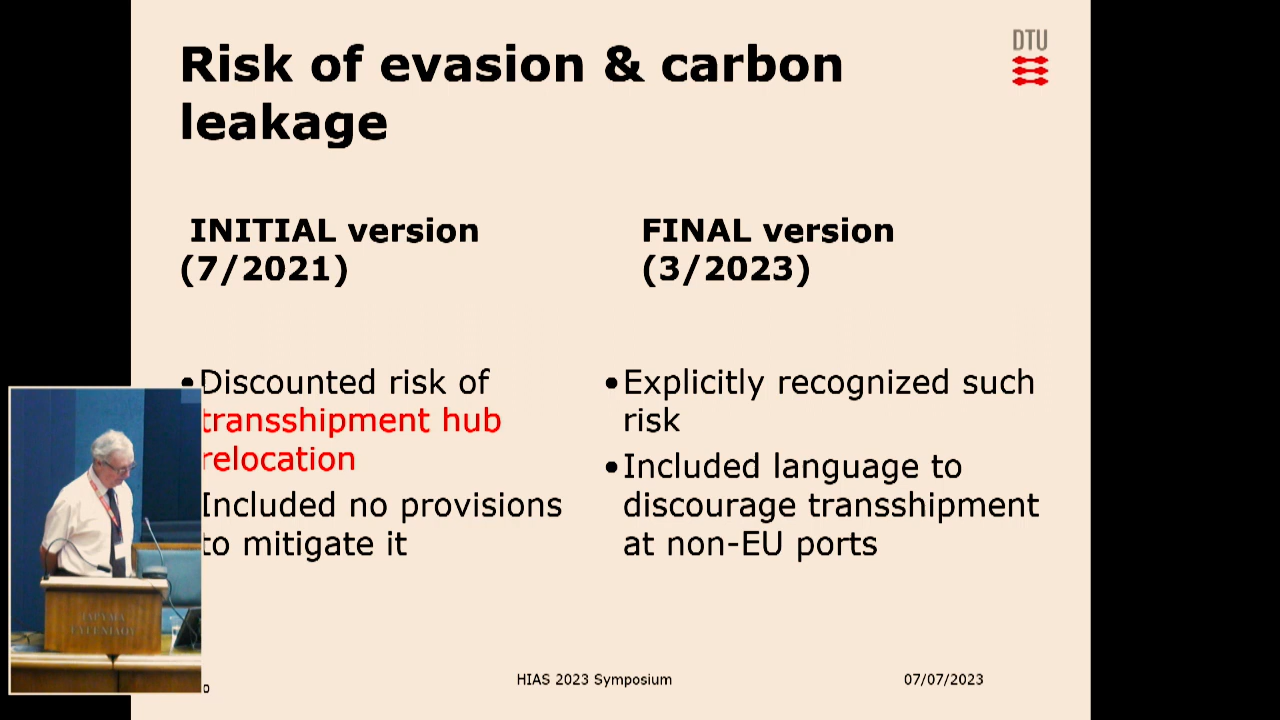 Risk of evasion & carbon
leakage
DTU
INITIAL version
(7/2021)
•Discounted risk of
transshipment hub
relocation
Included no provisions
to mitigate it
FINAL version
(3/2023)
•Explicitly recognized such
risk
•Included language to
discourage transshipment
at non-EU ports
ΙΔΡΥΜΑ
ΕΥΓΕΝΙΔΟΥ
HIAS 2023 Symposium
07/07/2023